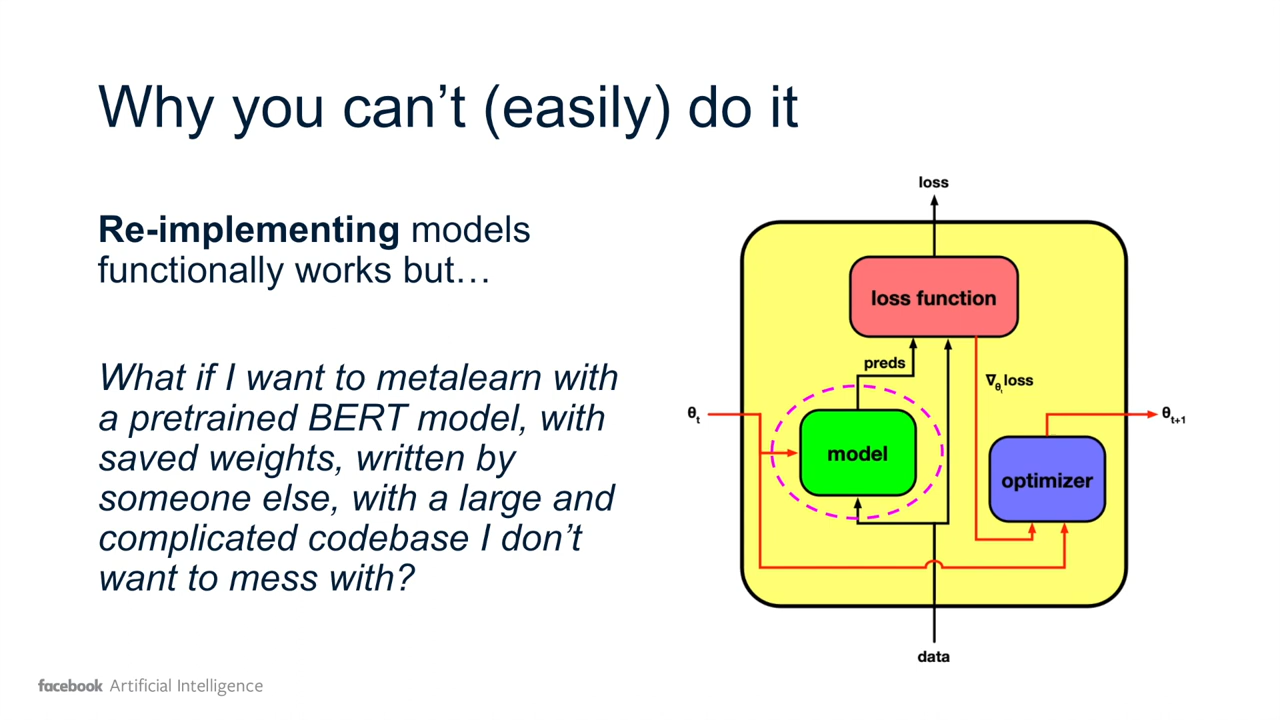 Why you can’t (easily) do it
Re-implementing models
functionally works but…
What if I want to metalearn with
a pretrained BERT model, with
saved weights, written by
someone else, with a large and
complicated codebase I don’t
want to mess with?
loss
loss function
preds
∇θₜloss
θₜ
θₜ₊₁
model
optimizer
data
facebook Artificial Intelligence